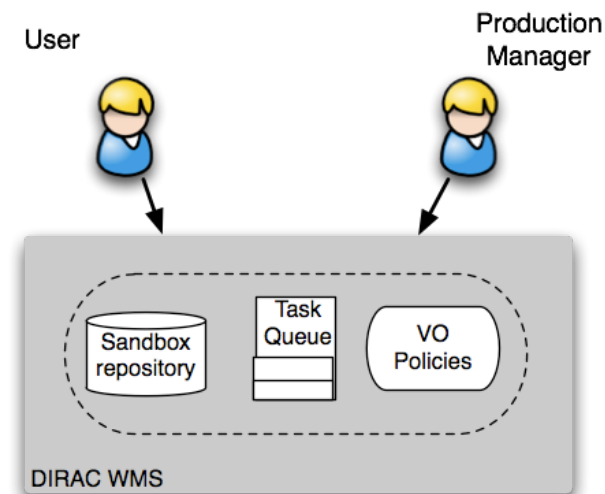 User
Production
Manager
Sandbox
repository
Task
Queue
VO
Policies
DIRAC WMS